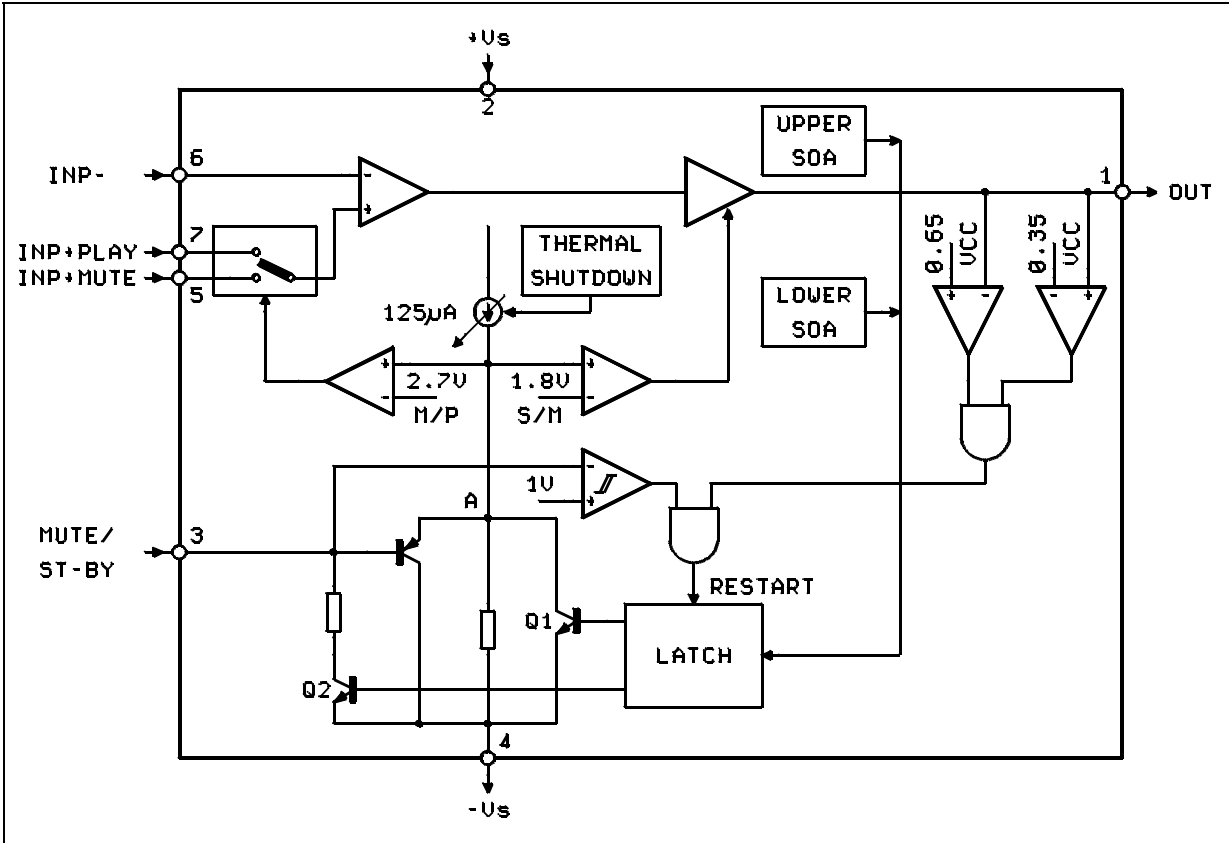 +Vs
2
UPPER
SOA
6
INP-
-
+
1
OUT
7
INP+PLAY
INP+MUTE
5
THERMAL
SHUTDOWN
0.65
VCC
0.35
VCC
LOWER
SOA
+
-
-
+
125µA
+
2.7V
-
M/P
+
1.8V
-
S/M
-
1V
+
A
MUTE/
ST-BY
3
RESTART
Q1
LATCH
Q2
4
-Vs